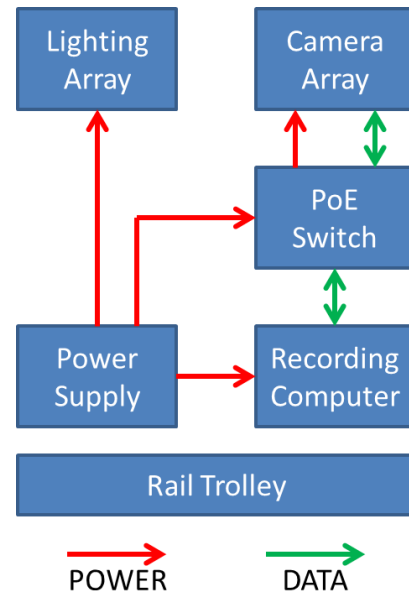 Lighting
Array
Camera
Array
PoE
Switch
Power
Supply
Recording
Computer
Rail Trolley
POWER
DATA